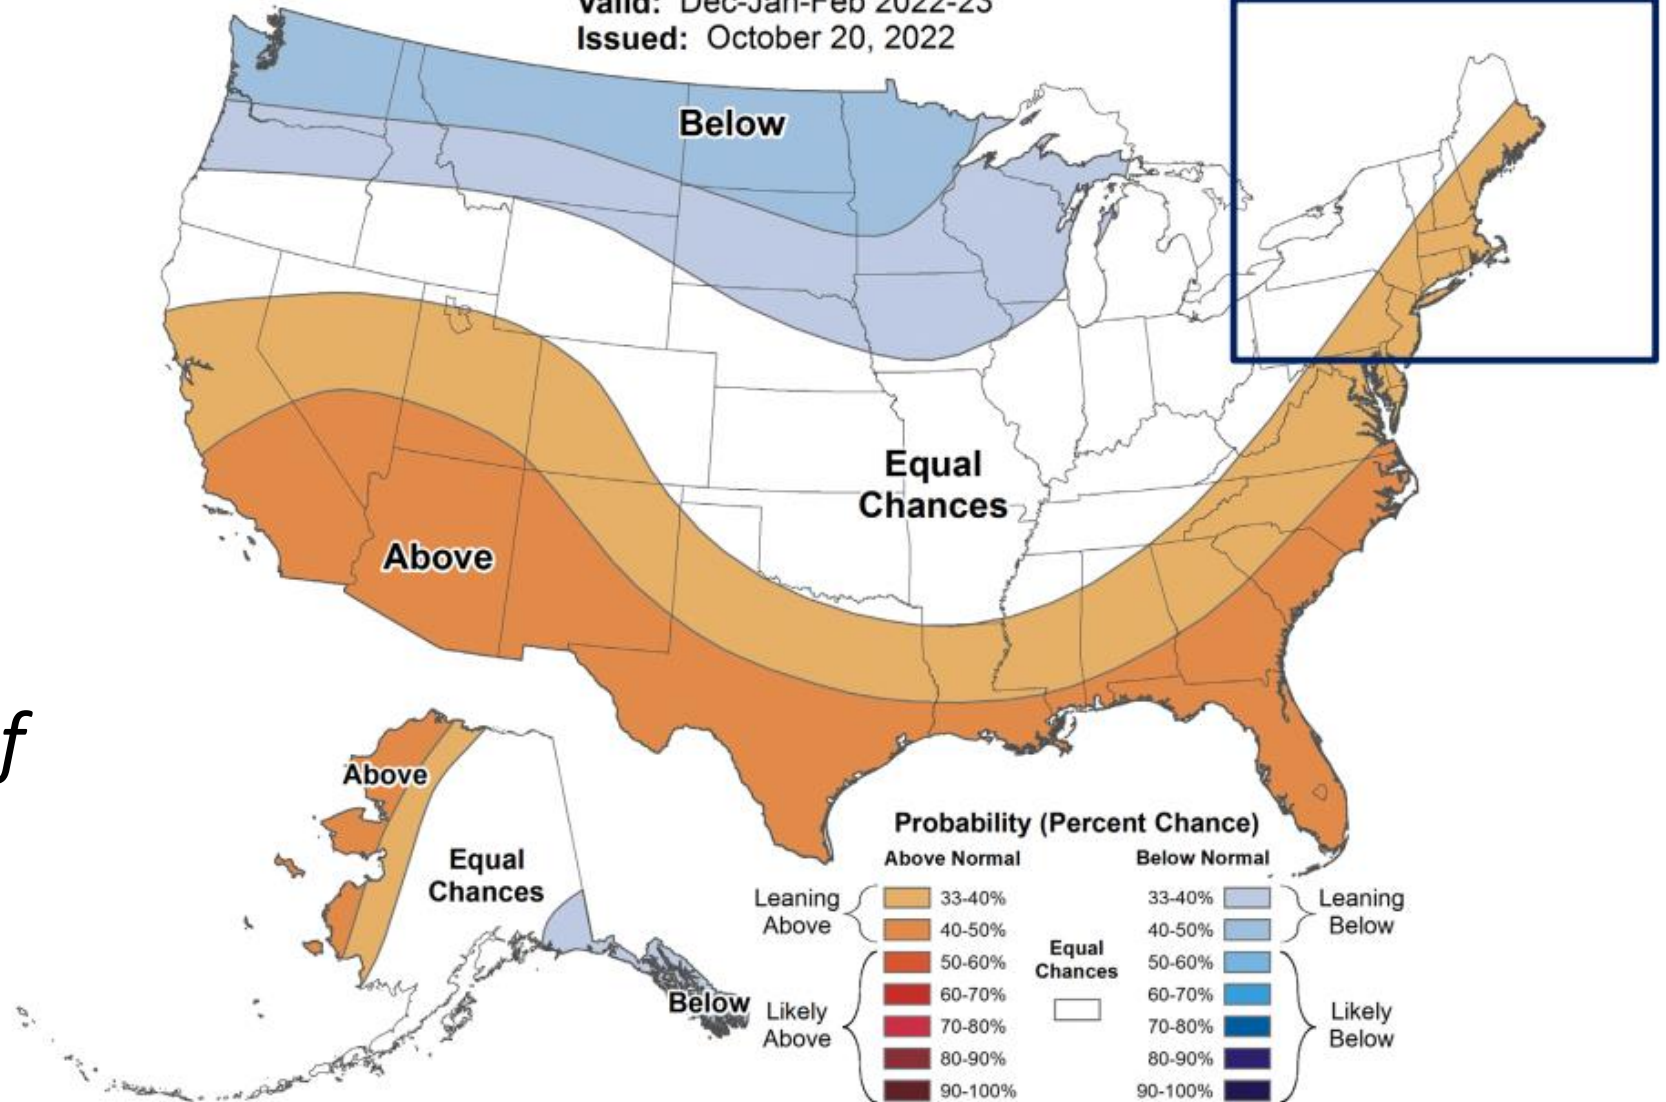 Valid: Dec-Jan-Feb 2022-23
Issued: October 20, 2022
Below
Equal
Chances
Above
f
Above
Equal
Chances
Below
Probability (Percent Chance)
Above Normal
Below Normal
Leaning
Above
33-40%
40-50%
Likely
Above
50-60%
60-70%
70-80%
80-90%
90-100%
Equal
Chances
33-40%
40-50%
Leaning
Below
50-60%
60-70%
70-80%
80-90%
90-100%
Likely
Below